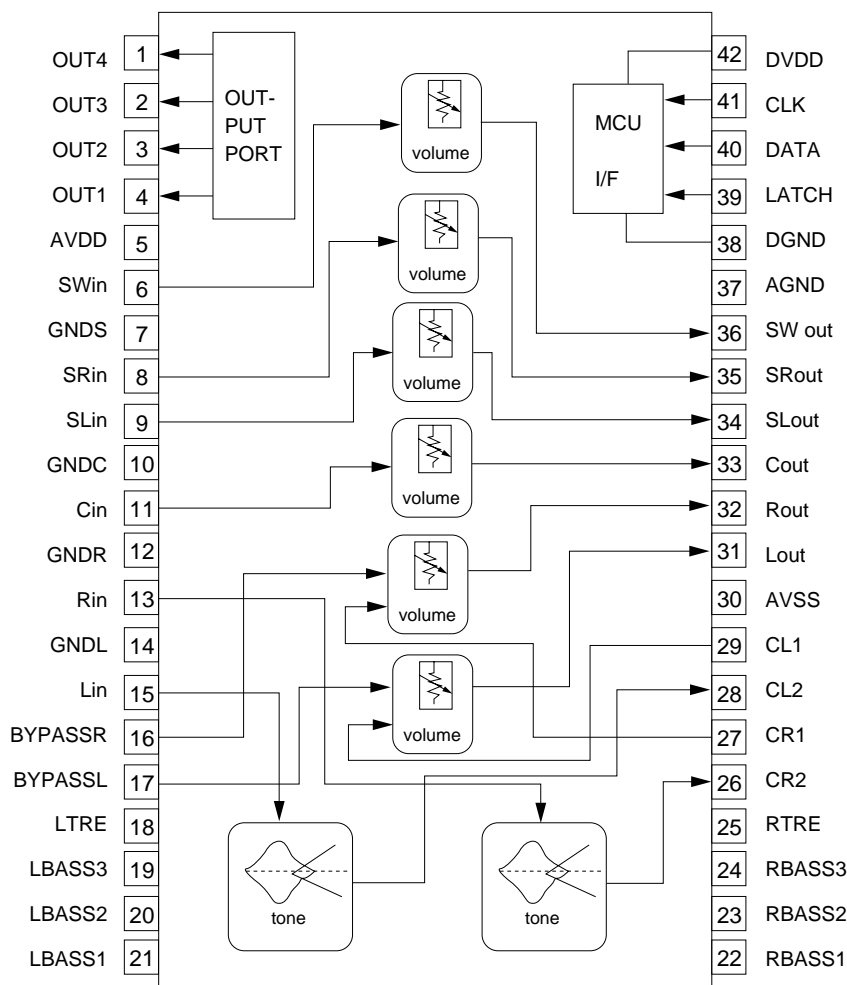 OUT4 1
OUT3 2
OUT2 3
OUT1 4
AVDD 5
SWin 6
GNDS 7
SRin 8
SLin 9
GNDC 10
Cin 11
GNDR 12
Rin 13
GNDL 14
Lin 15
BYPASSR 16
BYPASSL 17
LTRE 18
LBASS3 19
LBASS2 20
LBASS1 21
OUT-
PUT
PORT
volume
volume
volume
volume
volume
volume
tone
tone
MCU
I/F
42 DVDD
41 CLK
40 DATA
39 LATCH
38 DGND
37 AGND
36 SW out
35 SRout
34 SLout
33 Cout
32 Rout
31 Lout
30 AVSS
29 CL1
28 CL2
27 CR1
26 CR2
25 RTRE
24 RBASS3
23 RBASS2
22 RBASS1